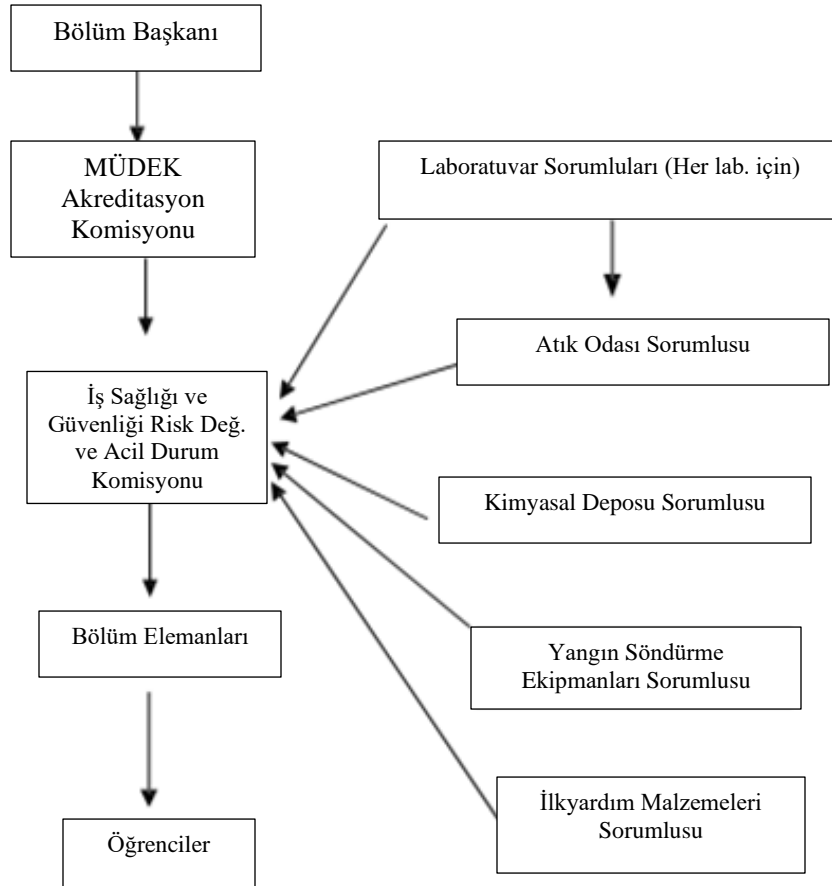 Bölüm Başkanı
MÜDEK
Akreditasyon
Komisyonu
Laboratuvar Sorumluları (Her lab. için)
Atık Odası Sorumlusu
İş Sağlığı ve
Güvenliği Risk Değ.
ve Acil Durum
Komisyonu
Kimyasal Deposu Sorumlusu
Bölüm Elemanları
Yangın Söndürme
Ekipmanları Sorumlusu
İlkyardım Malzemeleri
Sorumlusu
Öğrenciler